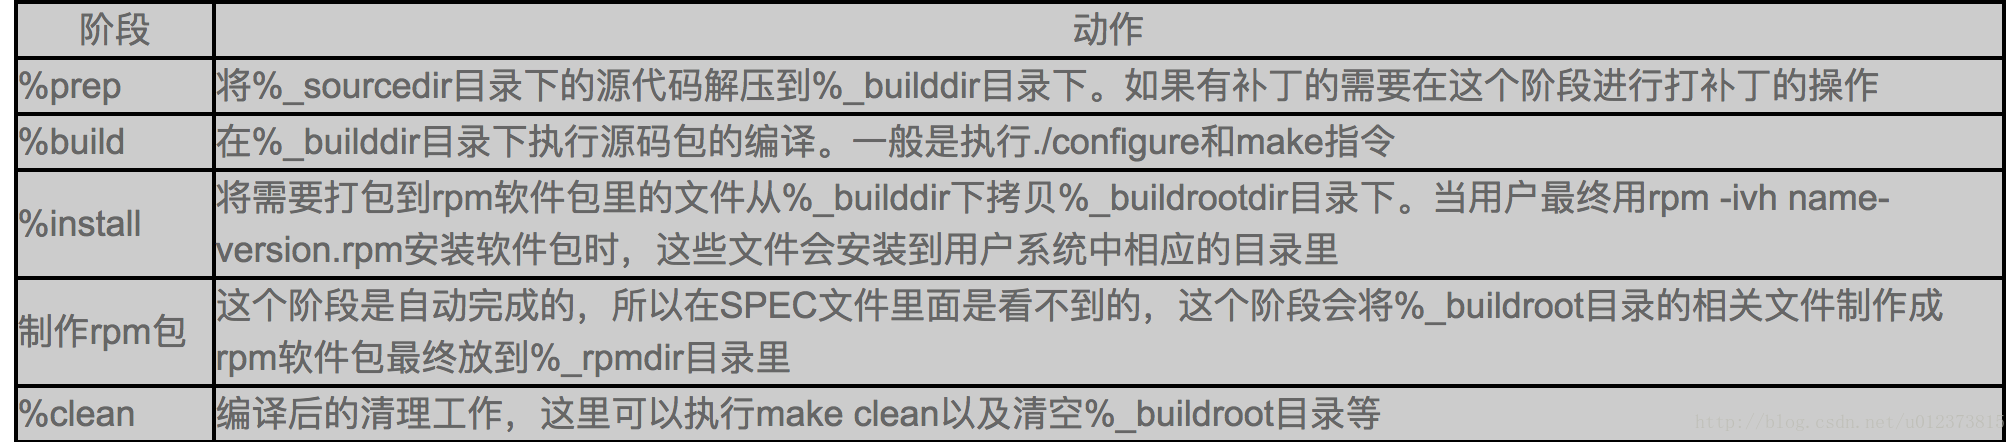 阶段 动作
%prep 将%_sourcedir目录下的源代码解压到%_builddir目录下。如果有补丁的需要在这个阶段进行打补丁的操作
%build 在%_builddir目录下执行源码包的编译。一般是执行./configure和make指令
%install 将需要打包到rpm软件包里的文件从%_builddir下拷贝%_buildrootdir目录下。当用户最终用rpm -ivh name-
version.rpm安装软件包时，这些文件会安装到用户系统中相应的目录里
制作rpm包 这个阶段是自动完成的，所以在SPEC文件里面是看不到的，这个阶段会将%_buildroot目录的相关文件制作成
rpm软件包最终放到%_rpmdir目录里
%clean 编译后的清理工作，这里可以执行make clean以及清空%_buildroot目录等
http://blog.csdn.net/u012373815